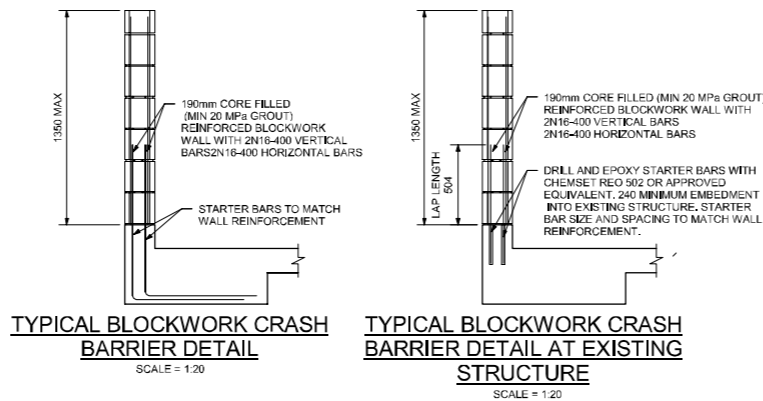 1350 MAX
190mm CORE FILLED
(MIN 20 MPa GROUT)
REINFORCED BLOCKWORK
WALL WITH 2N16-400 VERTICAL
BARS2N16-400 HORIZONTAL BARS
STARTER BARS TO MATCH
WALL REINFORCEMENT
TYPICAL BLOCKWORK CRASH
BARRIER DETAIL
SCALE = 1:20
1350 MAX
LAP LENGTH
504
190mm CORE FILLED (MIN 20 MPa GROUT)
REINFORCED BLOCKWORK WALL WITH
2N16-400 VERTICAL BARS
2N16-400 HORIZONTAL BARS
DRILL AND EPOXY STARTER BARS WITH
CHEMSET REO 502 OR APPROVED
EQUIVALENT. 240 MINIMUM EMBEDMENT
INTO EXISTING STRUCTURE. STARTER
BAR SIZE AND SPACING TO MATCH WALL
REINFORCEMENT.
TYPICAL BLOCKWORK CRASH
BARRIER DETAIL AT EXISTING
STRUCTURE
SCALE = 1:20